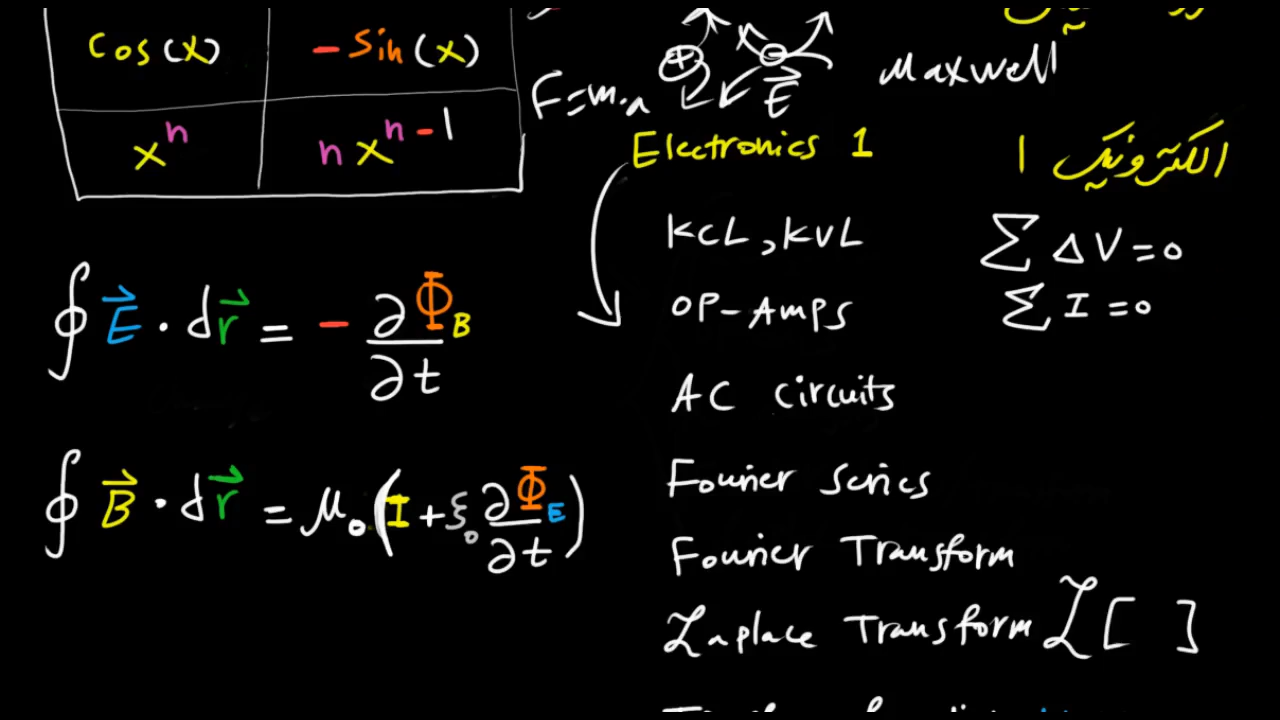 cos(x) -sin(x)
x^n n x^{n-1}
∮ E⃗ · dr⃗ = - ∂Φ_B/∂t
∮ B⃗ · dr⃗ = μ₀(I + ε₀ ∂Φ_E/∂t)
F=m.a
+ - E⃗
Maxwell
Electronics 1 الکترونیک ۱
KCL, KVL Σ ΔV=0
OP-Amps Σ I=0
AC circuits
Fourier Series
Fourier Transform
Laplace Transform ℒ[ ]